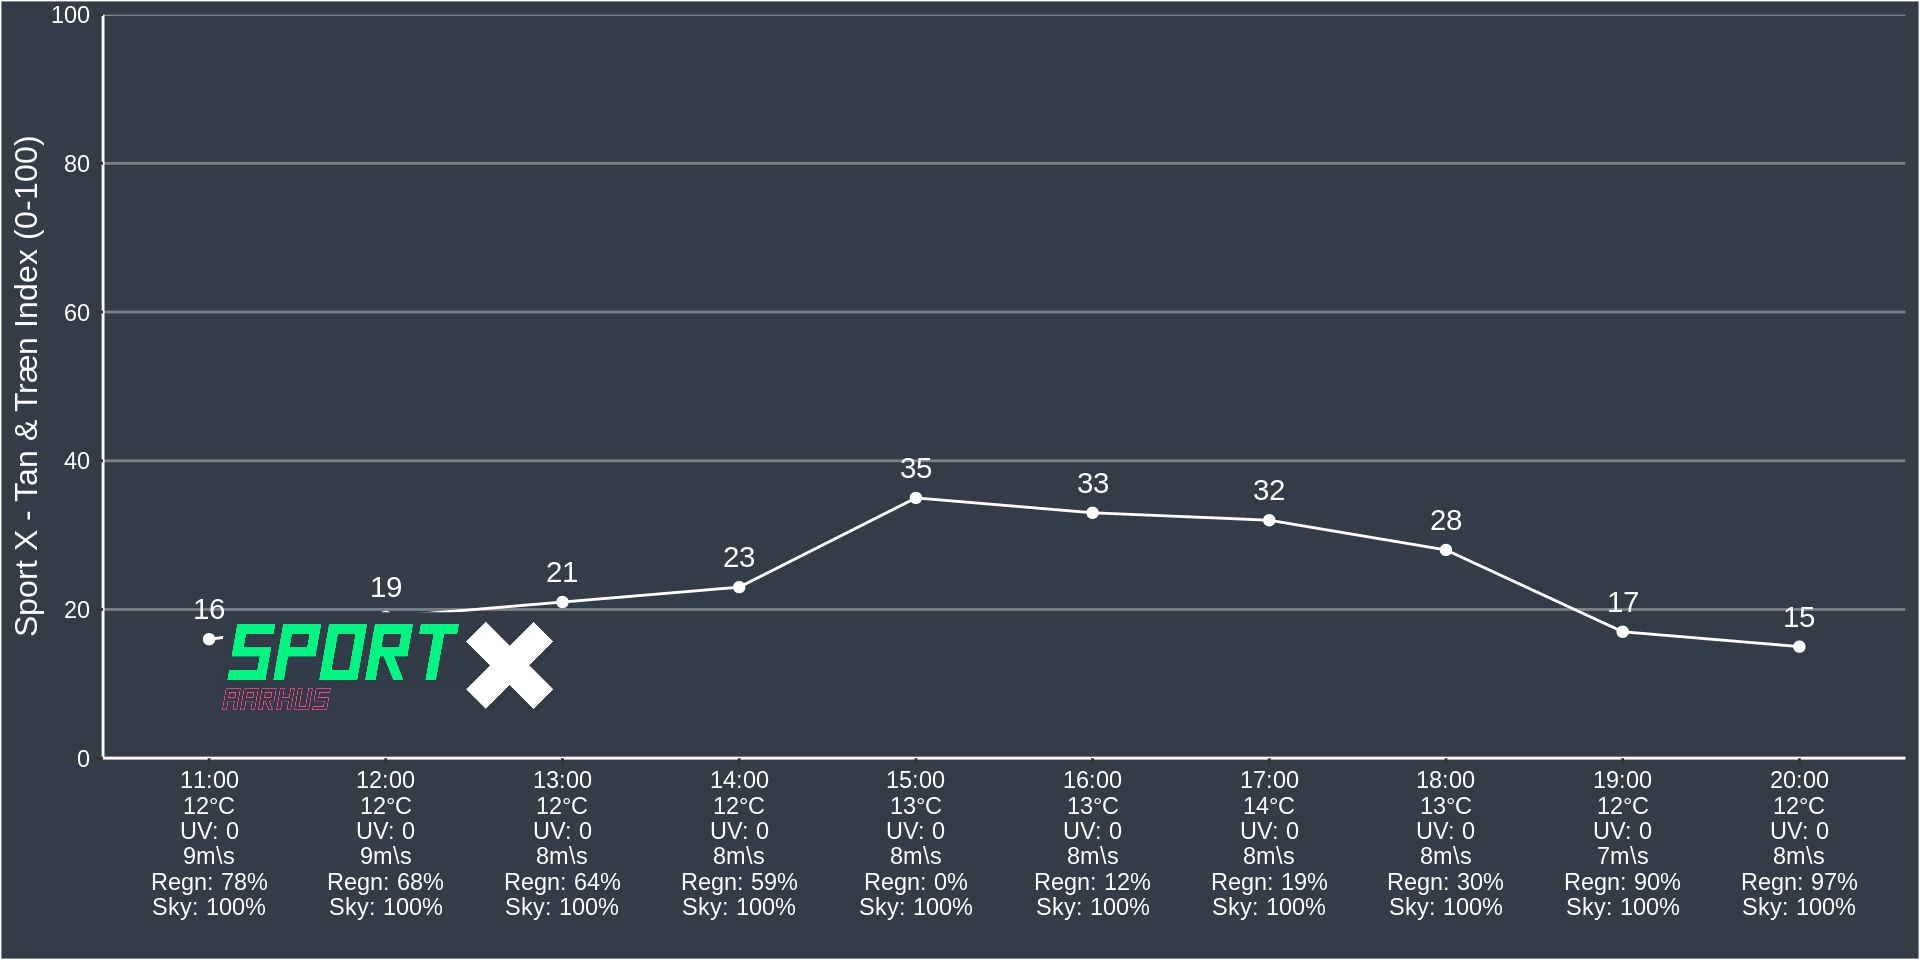 Sport X - Tan & Træn Index (0-100)
100
80
60
40
20
0
16
19
21
23
35
33
32
28
17
15
SPORT X
AARHUS
11:00 12:00 13:00 14:00 15:00 16:00 17:00 18:00 19:00 20:00
12°C 12°C 12°C 12°C 13°C 13°C 14°C 13°C 12°C 12°C
UV: 0 UV: 0 UV: 0 UV: 0 UV: 0 UV: 0 UV: 0 UV: 0 UV: 0 UV: 0
9m\s 9m\s 8m\s 8m\s 8m\s 8m\s 8m\s 8m\s 7m\s 8m\s
Regn: 78% Regn: 68% Regn: 64% Regn: 59% Regn: 0% Regn: 12% Regn: 19% Regn: 30% Regn: 90% Regn: 97%
Sky: 100% Sky: 100% Sky: 100% Sky: 100% Sky: 100% Sky: 100% Sky: 100% Sky: 100% Sky: 100% Sky: 100%